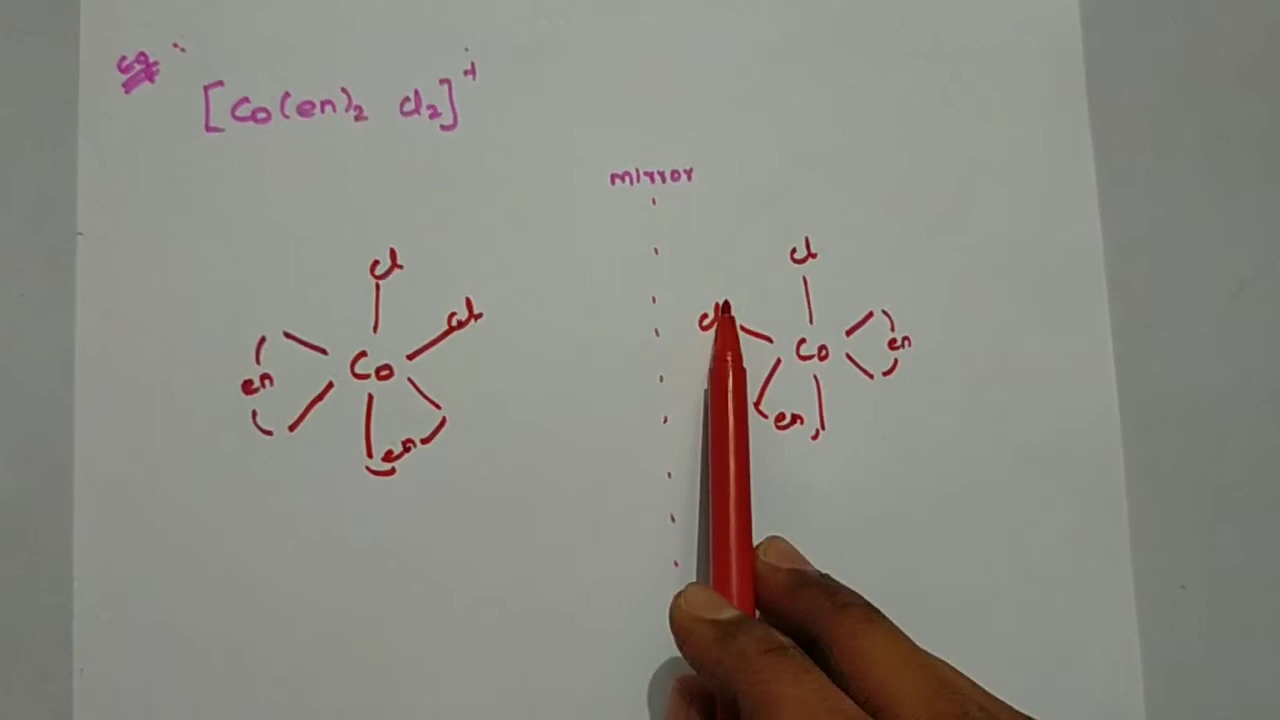 eg :
[Co(en)₂ Cl₂]⁺
mirror
Cl
Cl
en
Co
en
Cl
Cl
Co
en
en